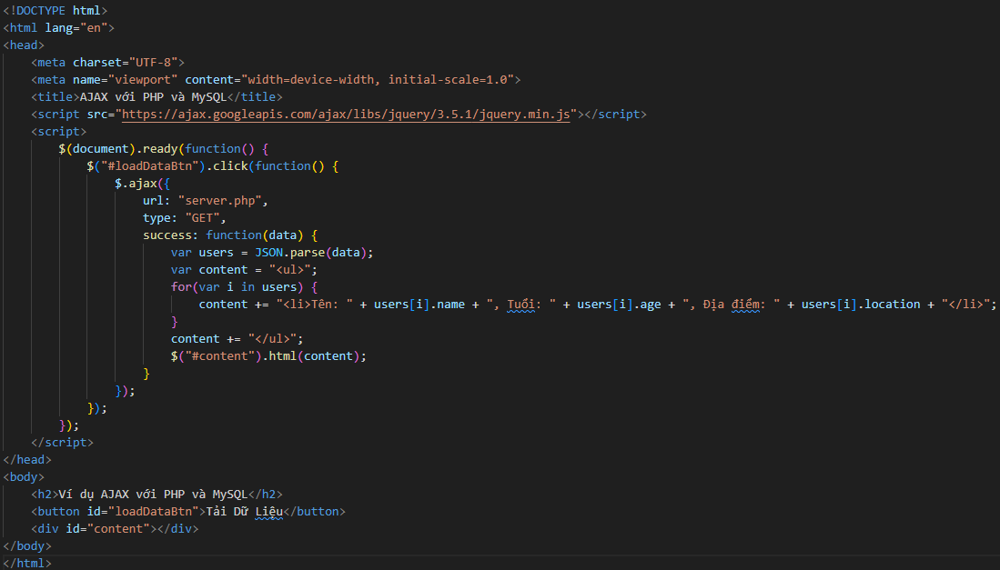 <!DOCTYPE html>
<html lang="en">
<head>
    <meta charset="UTF-8">
    <meta name="viewport" content="width=device-width, initial-scale=1.0">
    <title>AJAX với PHP và MySQL</title>
    <script src="https://ajax.googleapis.com/ajax/libs/jquery/3.5.1/jquery.min.js"></script>
    <script>
        $(document).ready(function() {
            $("#loadDataBtn").click(function() {
                $.ajax({
                    url: "server.php",
                    type: "GET",
                    success: function(data) {
                        var users = JSON.parse(data);
                        var content = "<ul>";
                        for(var i in users) {
                            content += "<li>Tên: " + users[i].name + ", Tuổi: " + users[i].age + ", Địa điểm: " + users[i].location + "</li>";
                        }
                        content += "</ul>";
                        $("#content").html(content);
                    }
                });
            });
        });
    </script>
</head>
<body>
    <h2>Ví dụ AJAX với PHP và MySQL</h2>
    <button id="loadDataBtn">Tải Dữ Liệu</button>
    <div id="content"></div>
</body>
</html>